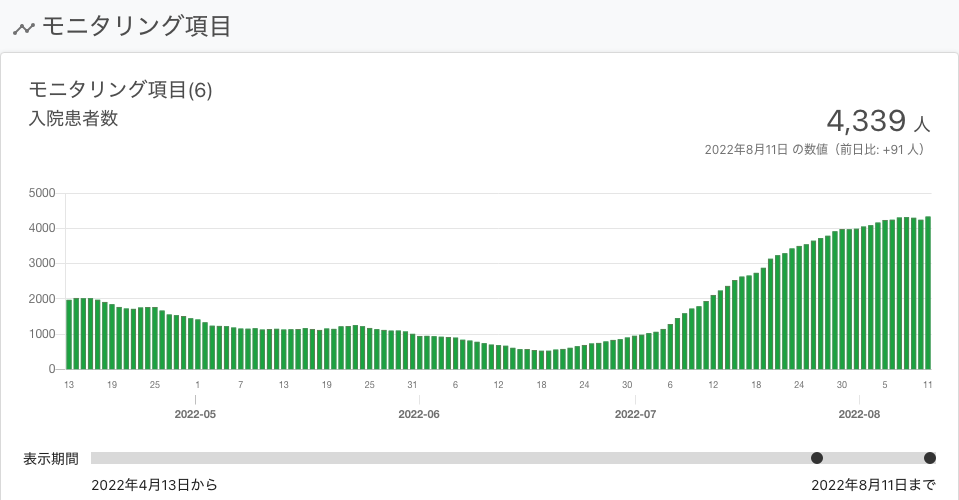 モニタリング項目
モニタリング項目(6)
入院患者数
4,339 人
2022年8月11日 の数値（前日比: +91 人）
5000
4000
3000
2000
1000
0
13 19 25 1 7 13 19 25 31 6 12 18 24 30 6 12 18 24 30 5 11
2022-05 2022-06 2022-07 2022-08
表示期間
2022年4月13日から 2022年8月11日まで